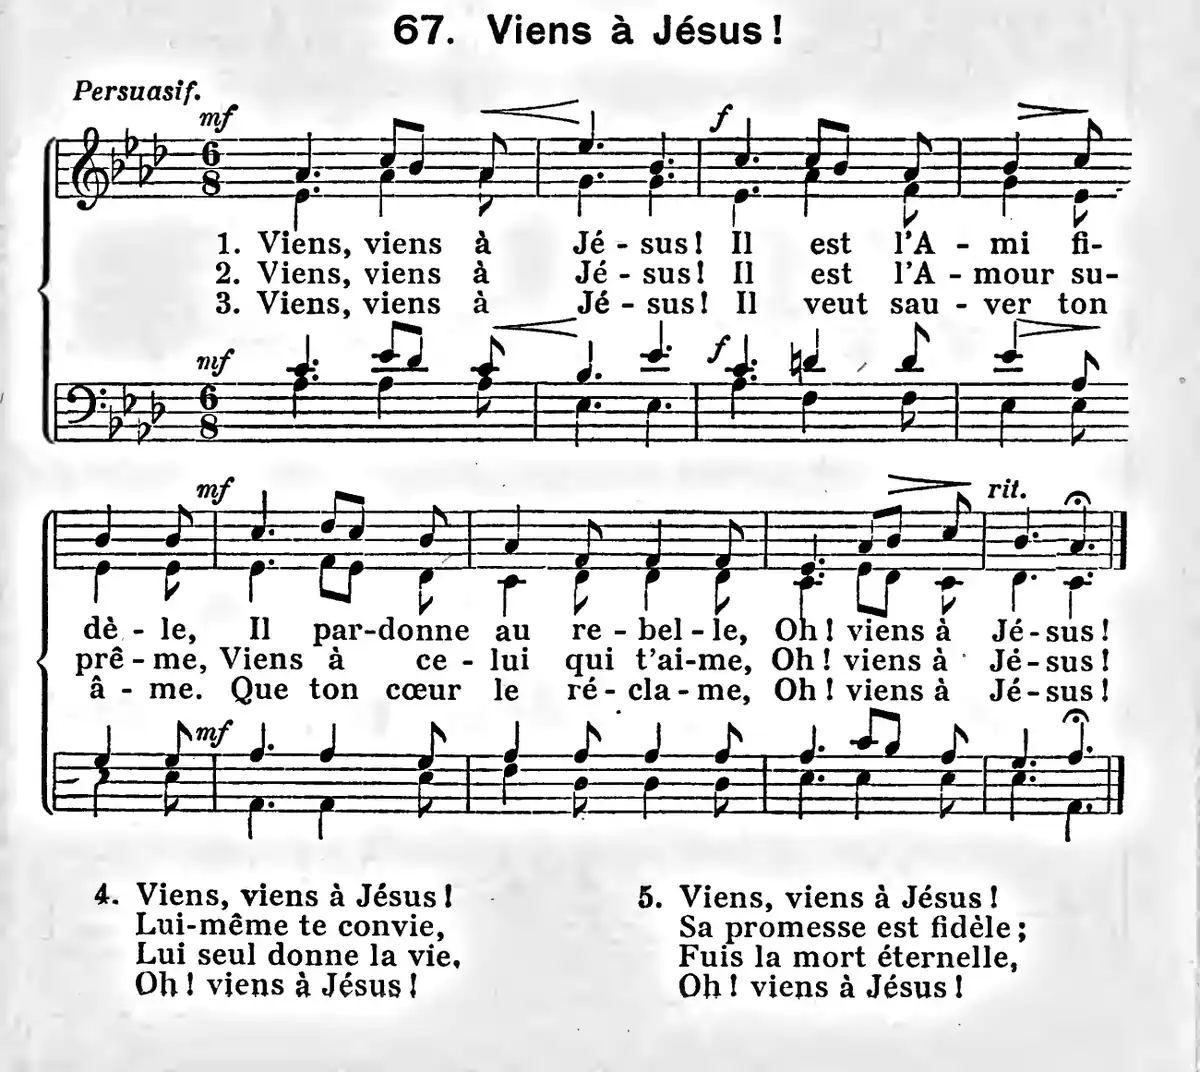 67. Viens à Jésus !
Persuasif.
mf
f
6
8
1. Viens, viens à Jé - sus! Il est l'A - mi fi-
2. Viens, viens à Jé - sus! Il est l'A - mour su-
3. Viens, viens à Jé - sus! Il veut sau - ver ton
mf
f
6
8
mf
rit.
dè - le, Il par-donne au re - bel - le, Oh! viens à Jé-sus!
prê - me, Viens à ce - lui qui t'ai-me, Oh! viens à Jé-sus!
â - me. Que ton cœur le ré - cla - me, Oh! viens à Jé-sus!
mf
4. Viens, viens à Jésus !
Lui-même te convie,
Lui seul donne la vie,
Oh ! viens à Jésus !
5. Viens, viens à Jésus !
Sa promesse est fidèle ;
Fuis la mort éternelle,
Oh ! viens à Jésus !